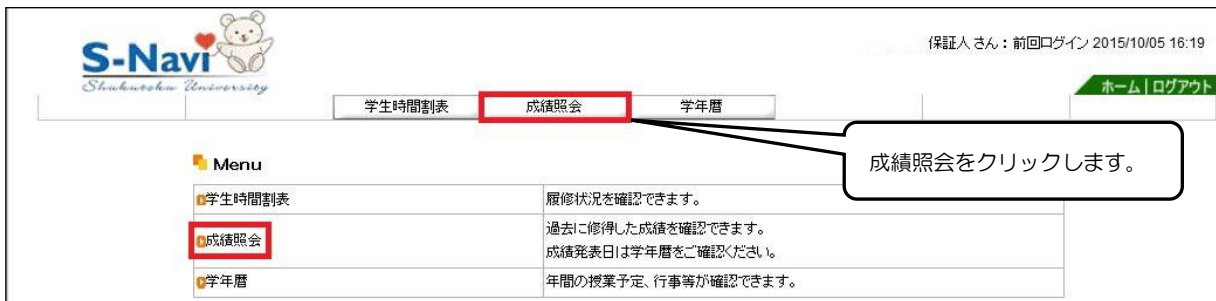 S-Navi
Shukutoku University
保証人 さん：前回ログイン 2015/10/05 16:19
ホーム | ログアウト
学生時間割表 成績照会 学年暦
成績照会をクリックします。
Menu
学生時間割表 履修状況を確認できます。
成績照会 過去に修得した成績を確認できます。
成績発表日は学年暦をご確認ください。
学年暦 年間の授業予定、行事等が確認できます。